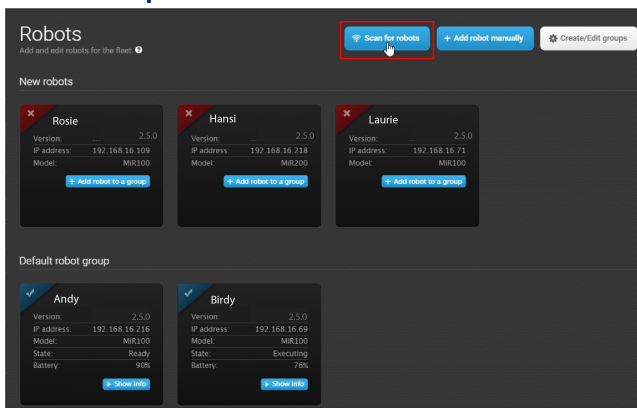 Robots
Add and edit robots for the fleet. ?
Scan for robots
+ Add robot manually
Create/Edit groups
New robots
Rosie
Version: 2.5.0
IP address: 192.168.16.109
Model: MiR100
+ Add robot to a group
Hansi
Version: 2.5.0
IP address: 192.168.16.218
Model: MiR200
+ Add robot to a group
Laurie
Version: 2.5.0
IP address: 192.168.16.71
Model: MiR100
+ Add robot to a group
Default robot group
Andy
Version: 2.5.0
IP address: 192.168.16.216
Model: MiR100
State: Ready
Battery: 90%
Show info
Birdy
Version: 2.5.0
IP address: 192.168.16.69
Model: MiR100
State: Executing
Battery: 76%
Show info